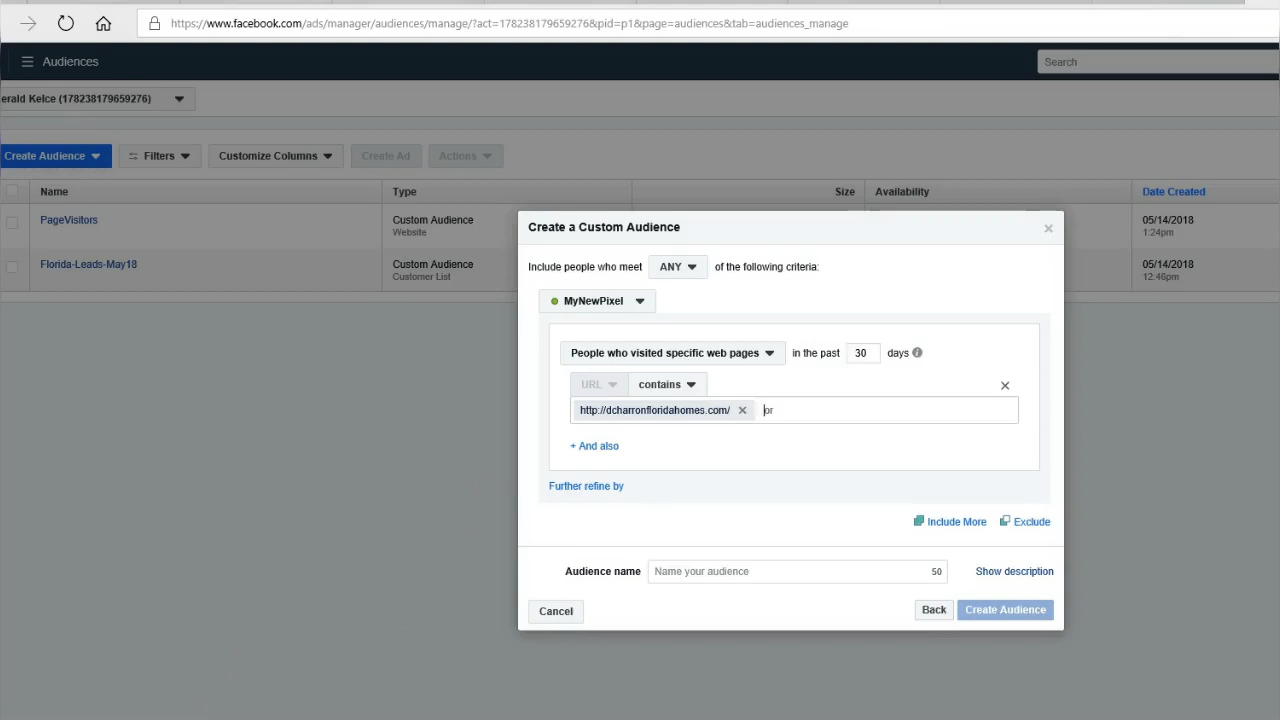 https://www.facebook.com/ads/manager/audiences/manage/?act=178238179659276&pid=p1&page=audiences&tab=audiences_manage
Audiences
Search
erald Kelce (178238179659276)
Create Audience
Filters
Customize Columns
Create Ad
Actions
Name
Type
Size
Availability
Date Created
PageVisitors
Custom Audience
Website
05/14/2018
1:24pm
Florida-Leads-May18
Custom Audience
Customer List
05/14/2018
12:46pm
Create a Custom Audience
Include people who meet ANY of the following criteria:
MyNewPixel
People who visited specific web pages in the past 30 days
URL contains
http://dcharronfloridahomes.com/ or
+ And also
Further refine by
Include More Exclude
Audience name Name your audience 50 Show description
Cancel Back Create Audience